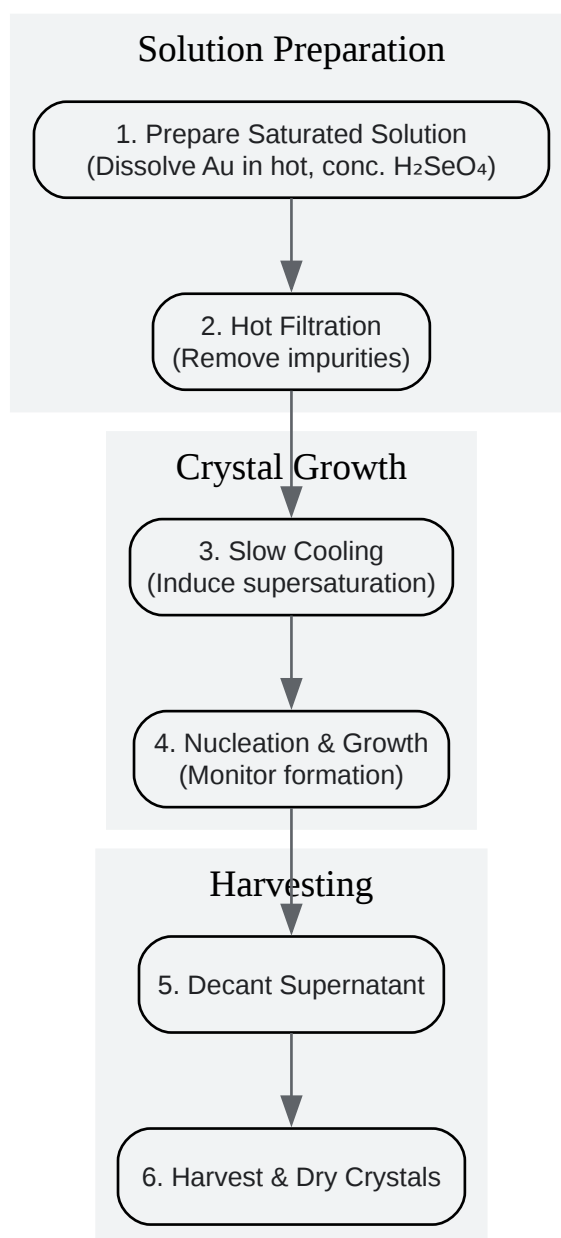 Solution Preparation
1. Prepare Saturated Solution
(Dissolve Au in hot, conc. H₂SeO₄)
2. Hot Filtration
(Remove impurities)
Crystal Growth
3. Slow Cooling
(Induce supersaturation)
4. Nucleation & Growth
(Monitor formation)
Harvesting
5. Decant Supernatant
6. Harvest & Dry Crystals